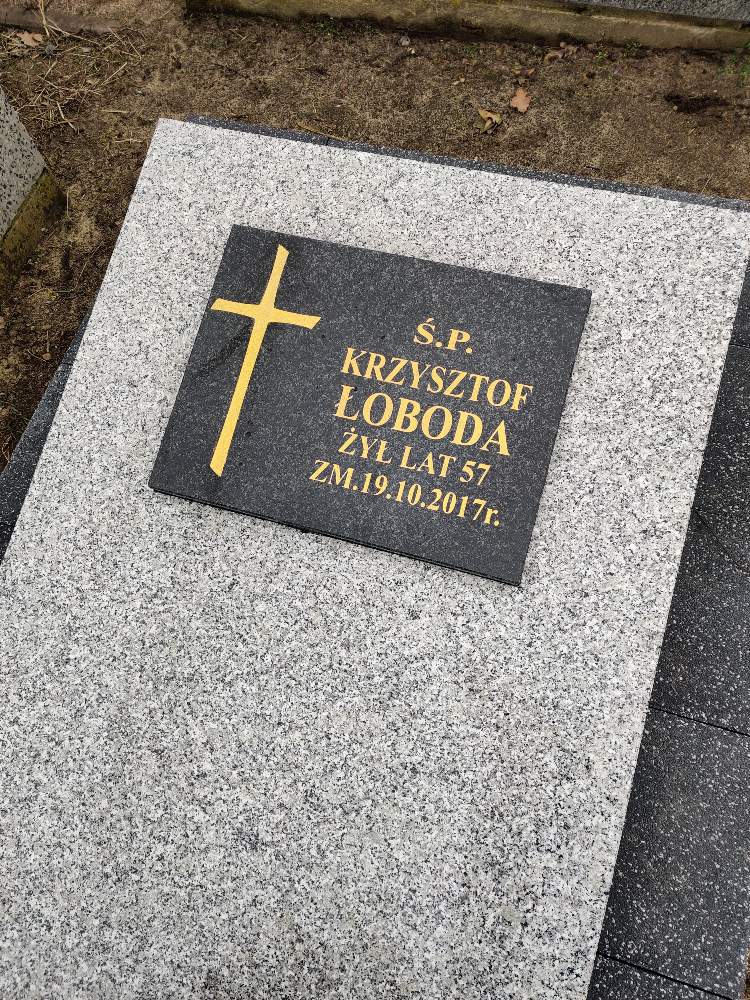 Ś.P.
KRZYSZTOF
ŁOBODA
ŻYŁ LAT 57
ZM.19.10.2017r.